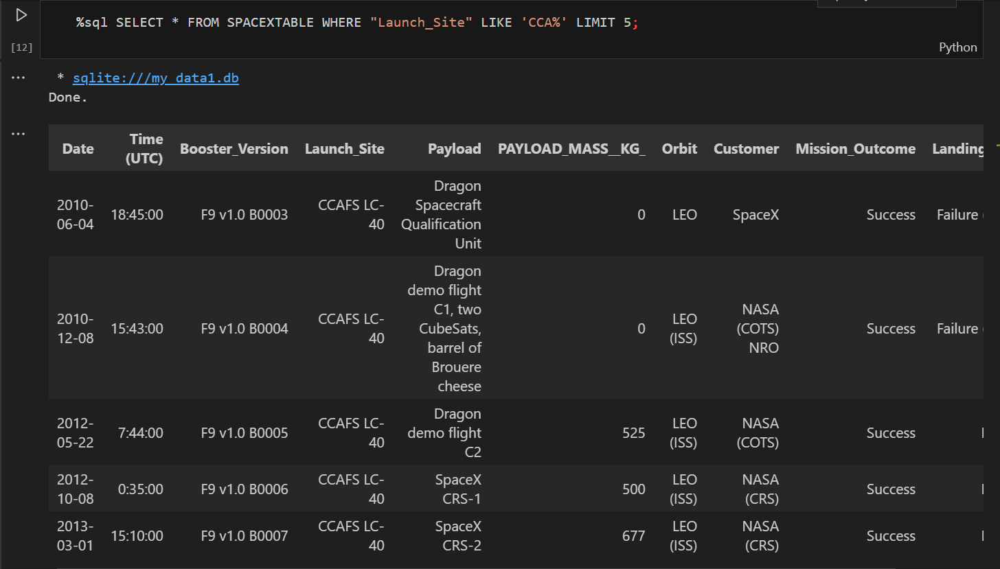 %sql SELECT * FROM SPACEXTABLE WHERE "Launch_Site" LIKE 'CCA%' LIMIT 5;
[12]
Python
* sqlite:///my_data1.db
Done.
Date Time (UTC) Booster_Version Launch_Site Payload PAYLOAD_MASS__KG_ Orbit Customer Mission_Outcome Landing
2010-06-04 18:45:00 F9 v1.0 B0003 CCAFS LC-40 Dragon Spacecraft Qualification Unit 0 LEO SpaceX Success Failure (
2010-12-08 15:43:00 F9 v1.0 B0004 CCAFS LC-40 Dragon demo flight C1, two CubeSats, barrel of Brouere cheese 0 LEO (ISS) NASA (COTS) NRO Success Failure (
2012-05-22 7:44:00 F9 v1.0 B0005 CCAFS LC-40 Dragon demo flight C2 525 LEO (ISS) NASA (COTS) Success
2012-10-08 0:35:00 F9 v1.0 B0006 CCAFS LC-40 SpaceX CRS-1 500 LEO (ISS) NASA (CRS) Success
2013-03-01 15:10:00 F9 v1.0 B0007 CCAFS LC-40 SpaceX CRS-2 677 LEO (ISS) NASA (CRS) Success